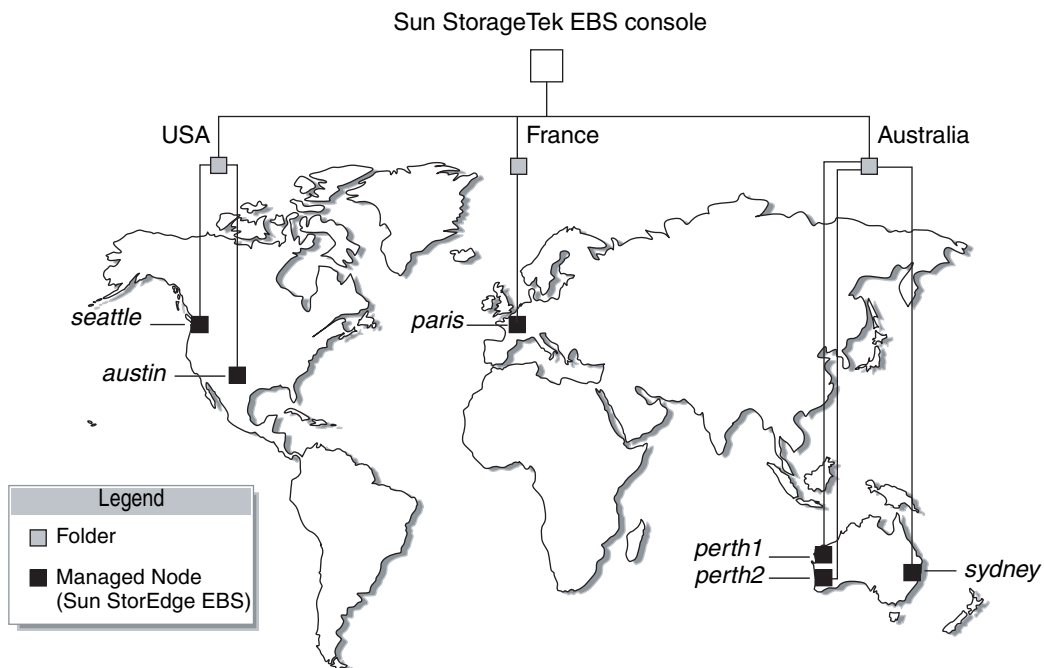 Sun StorageTek EBS console
USA
France
Australia
seattle
paris
austin
Legend
Folder
Managed Node
(Sun StorEdge EBS)
perth1
perth2
sydney